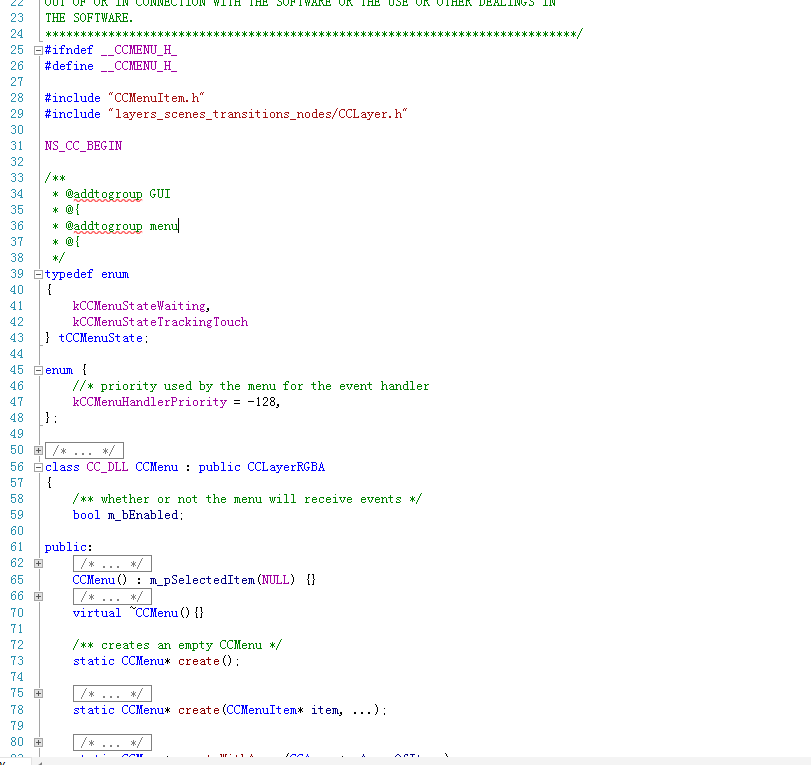 22 OUT OF OR IN CONNECTION WITH THE SOFTWARE OR THE USE OR OTHER DEALINGS IN
23 THE SOFTWARE.
24 ****************************************************************************/
25 #ifndef __CCMENU_H_
26 #define __CCMENU_H_
27
28 #include "CCMenuItem.h"
29 #include "layers_scenes_transitions_nodes/CCLayer.h"
30
31 NS_CC_BEGIN
32
33 /**
34 * @addtogroup GUI
35 * @{
36 * @addtogroup menu
37 * @{
38 */
39 typedef enum
40 {
41 kCCMenuStateWaiting,
42 kCCMenuStateTrackingTouch
43 } tCCMenuState;
44
45 enum {
46 //* priority used by the menu for the event handler
47 kCCMenuHandlerPriority = -128,
48 };
49
50 /* ... */
56 class CC_DLL CCMenu : public CCLayerRGBA
57 {
58 /** whether or not the menu will receive events */
59 bool m_bEnabled;
60
61 public:
62 /* ... */
65 CCMenu() : m_pSelectedItem(NULL) {}
66 /* ... */
70 virtual ~CCMenu(){}
71
72 /** creates an empty CCMenu */
73 static CCMenu* create();
74
75 /* ... */
78 static CCMenu* create(CCMenuItem* item, ...);
79
80 /* ... */